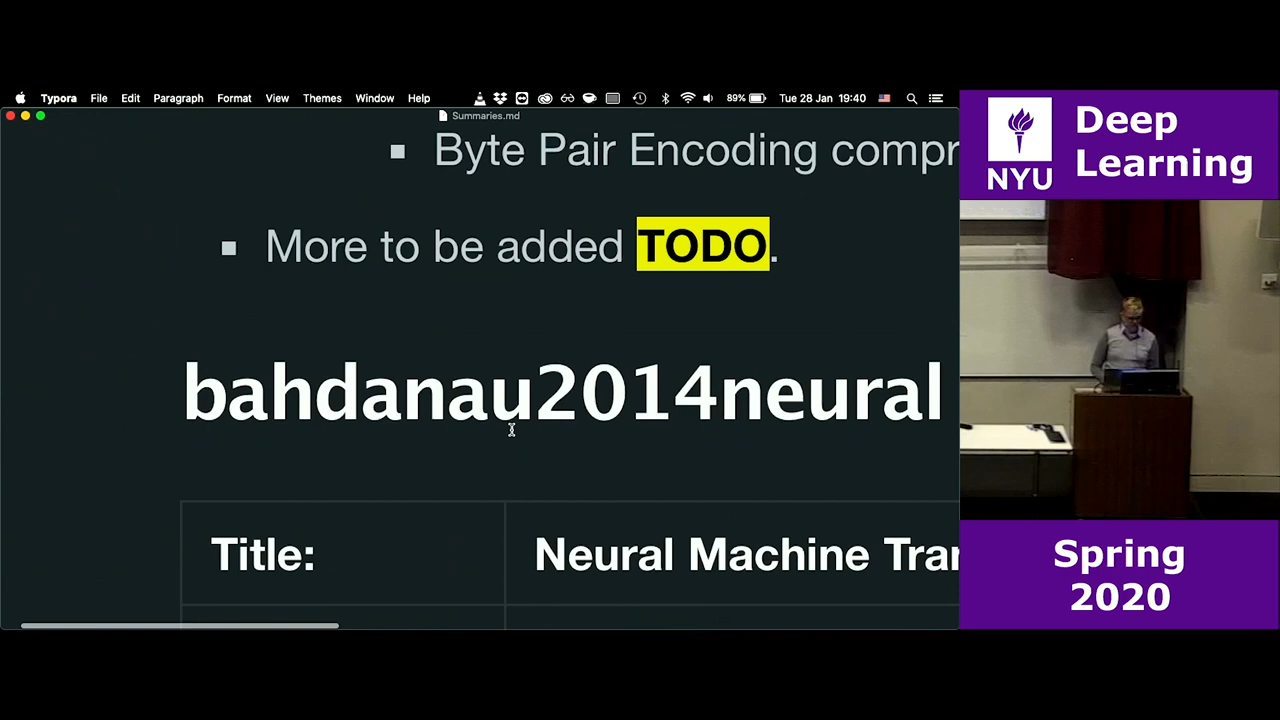 Typora File Edit Paragraph Format View Themes Window Help 89% Tue 28 Jan 19:40
Summaries.md
Byte Pair Encoding compr
More to be added TODO.
bahdanau2014neural
Title: Neural Machine Tran
NYU
Deep
Learning
Spring
2020